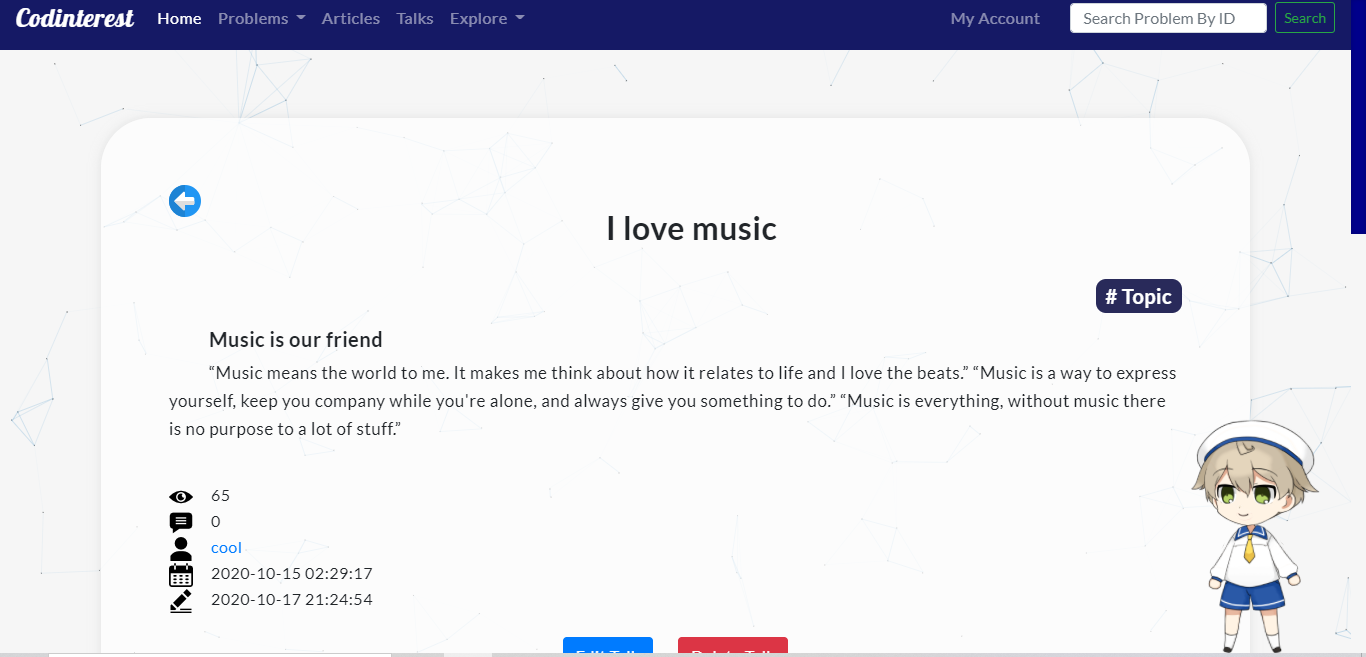 Codinterest Home Problems Articles Talks Explore My Account Search Problem By ID Search
I love music
# Topic
Music is our friend
“Music means the world to me. It makes me think about how it relates to life and I love the beats.” “Music is a way to express
yourself, keep you company while you're alone, and always give you something to do.” “Music is everything, without music there
is no purpose to a lot of stuff.”
65
0
cool
2020-10-15 02:29:17
2020-10-17 21:24:54
Edit Talk Delete Talk